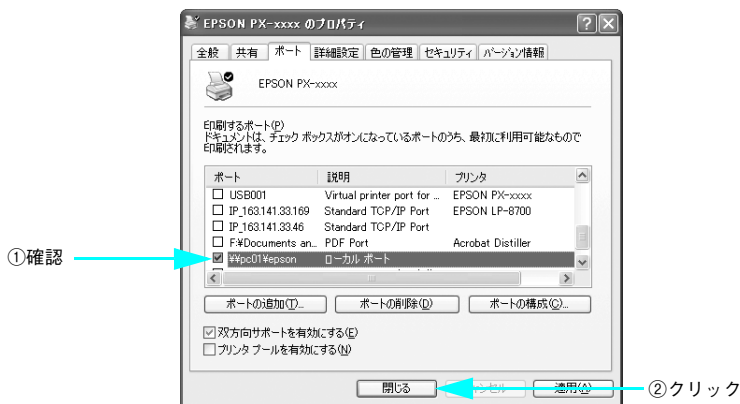 EPSON PX-xxxx のプロパティ
全般 共有 ポート 詳細設定 色の管理 セキュリティ バージョン情報
EPSON PX-xxxx
印刷するポート(P)
ドキュメントは、チェック ボックスがオンになっているポートのうち、最初に利用可能なもので
印刷されます。
ポート 説明 プリンタ
USB001 Virtual printer port for ... EPSON PX-xxxx
IP_163.141.33.169 Standard TCP/IP Port EPSON LP-8700
IP_163.141.33.46 Standard TCP/IP Port
F:¥Documents an... PDF Port Acrobat Distiller
①確認
¥¥pc01¥epson ローカル ポート
ポートの追加(T)... ポートの削除(D) ポートの構成(C)...
双方向サポートを有効にする(E)
プリンタ プールを有効にする(N)
閉じる 適用(A)
②クリック